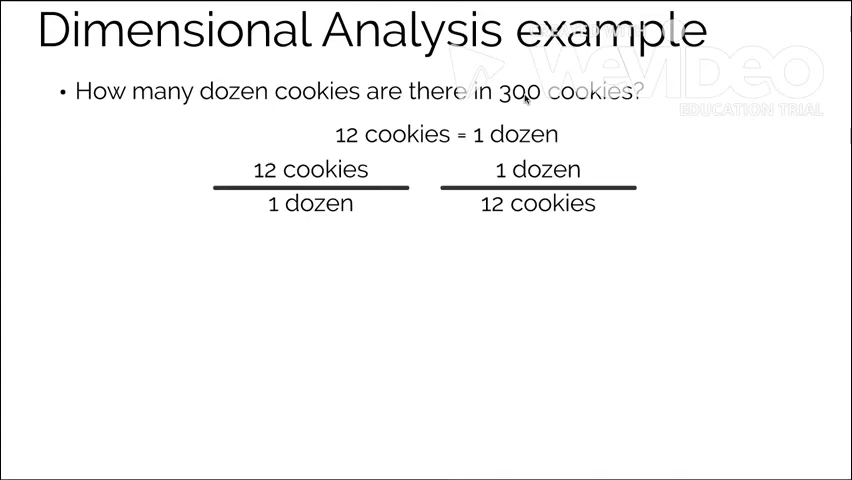 Dimensional Analysis example
• How many dozen cookies are there in 300 cookies?
12 cookies = 1 dozen
12 cookies 1 dozen
1 dozen 12 cookies
WeVideo
EDUCATION TRIAL